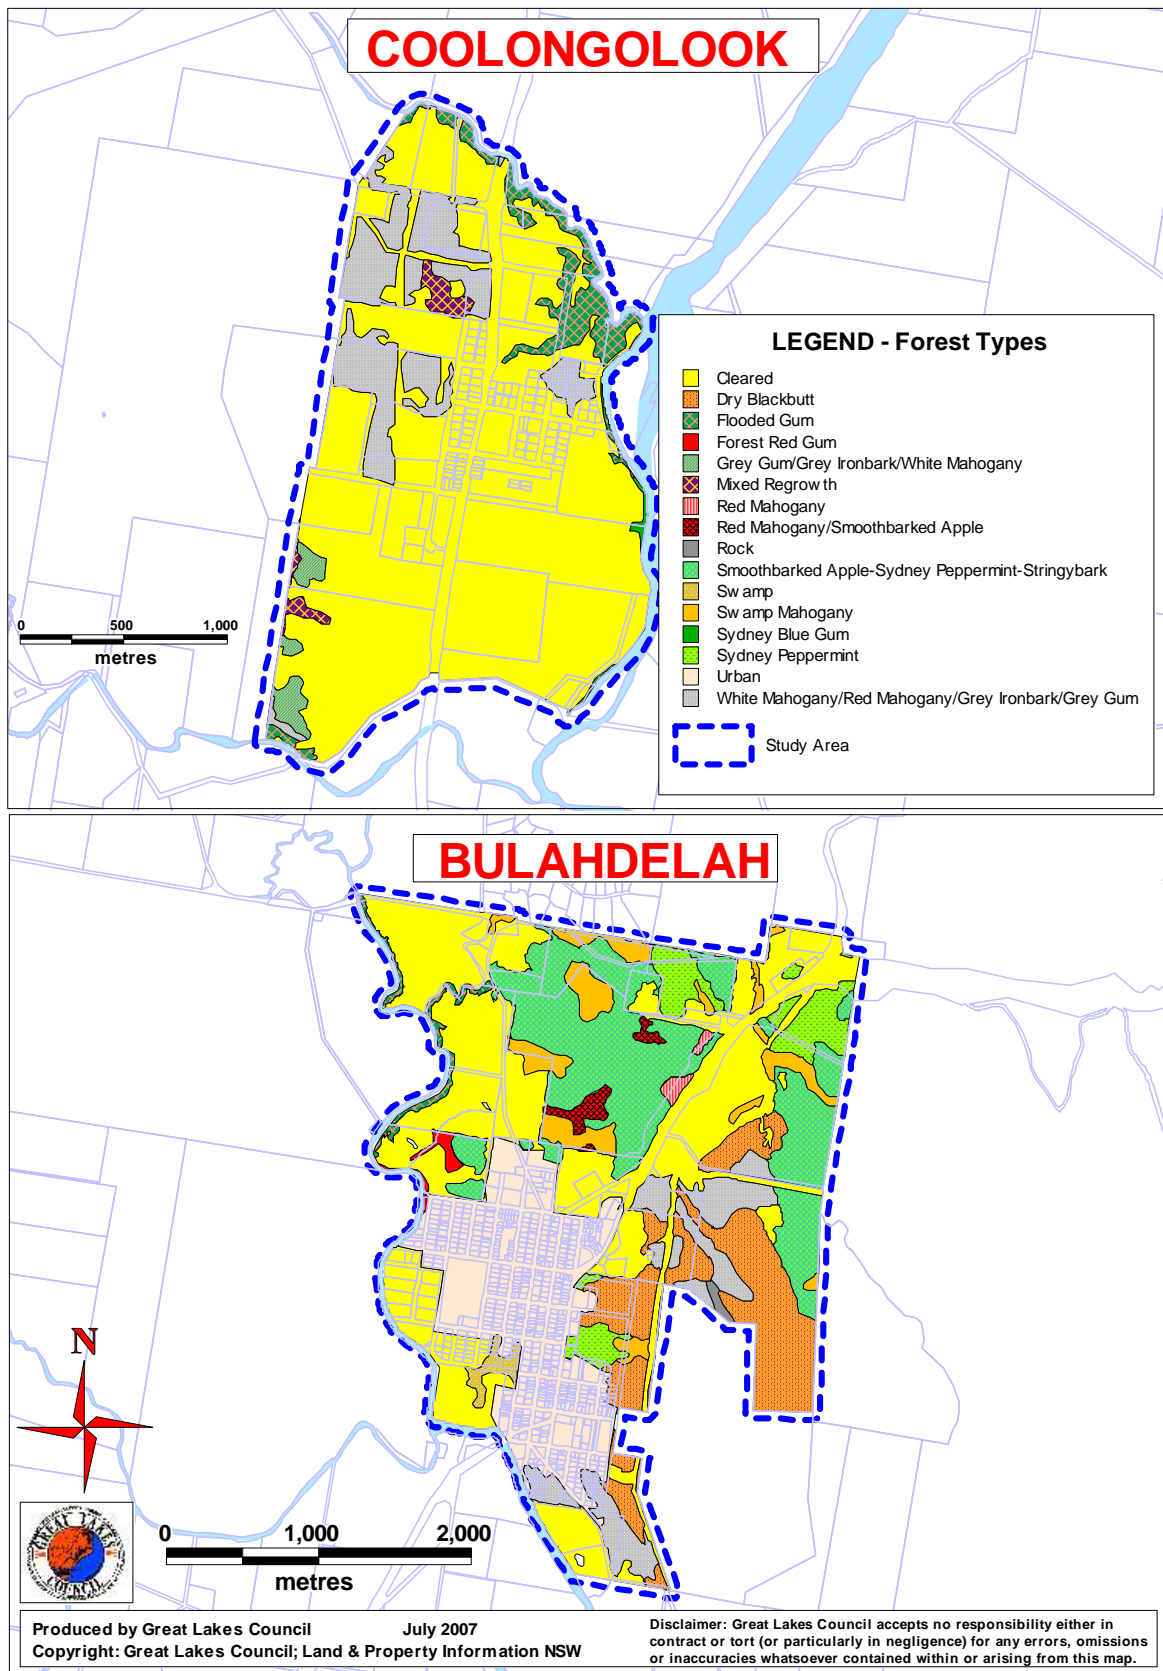 COOLONGOLOOK
LEGEND - Forest Types
Cleared
Dry Blackbutt
Flooded Gum
Forest Red Gum
Grey Gum/Grey Ironbark/White Mahogany
Mixed Regrowth
Red Mahogany
Red Mahogany/Smoothbarked Apple
Rock
Smoothbarked Apple-Sydney Peppermint-Stringybark
Swamp
Swamp Mahogany
Sydney Blue Gum
Sydney Peppermint
Urban
White Mahogany/Red Mahogany/Grey Ironbark/Grey Gum
Study Area
0 500 1,000
metres
BULAHDELAH
N
GREAT LAKES
COUNCIL
0 1,000 2,000
metres
Produced by Great Lakes Council July 2007
Copyright: Great Lakes Council; Land & Property Information NSW
Disclaimer: Great Lakes Council accepts no responsibility either in
contract or tort (or particularly in negligence) for any errors, omissions
or inaccuracies whatsoever contained within or arising from this map.